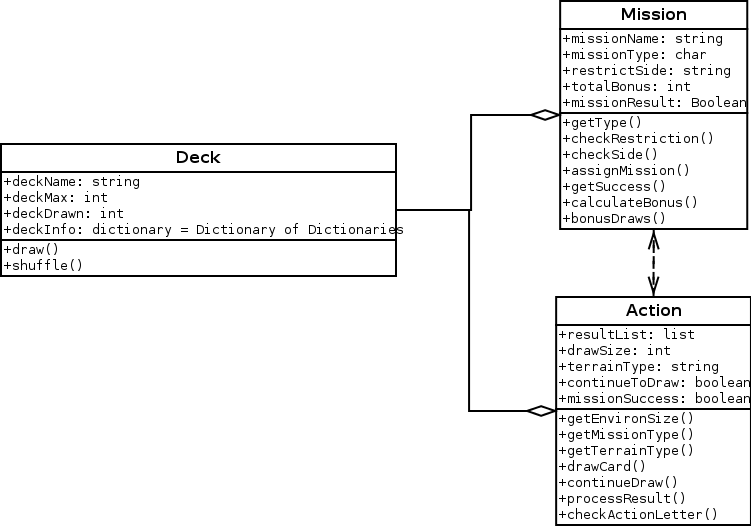 Mission
+missionName: string
+missionType: char
+restrictSide: string
+totalBonus: int
+missionResult: Boolean
+getType()
+checkRestriction()
+checkSide()
+assignMission()
+getSuccess()
+calculateBonus()
+bonusDraws()
Deck
+deckName: string
+deckMax: int
+deckDrawn: int
+deckInfo: dictionary = Dictionary of Dictionaries
+draw()
+shuffle()
Action
+resultList: list
+drawSize: int
+terrainType: string
+continueToDraw: boolean
+missionSuccess: boolean
+getEnvironSize()
+getMissionType()
+getTerrainType()
+drawCard()
+continueDraw()
+processResult()
+checkActionLetter()